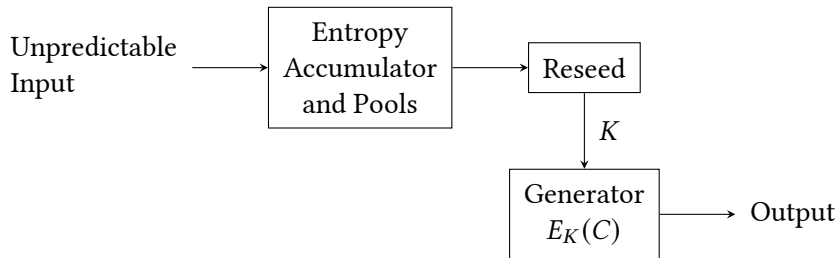 Unpredictable
Input
Entropy
Accumulator
and Pools
Reseed
K
Generator
E_K(C)
Output